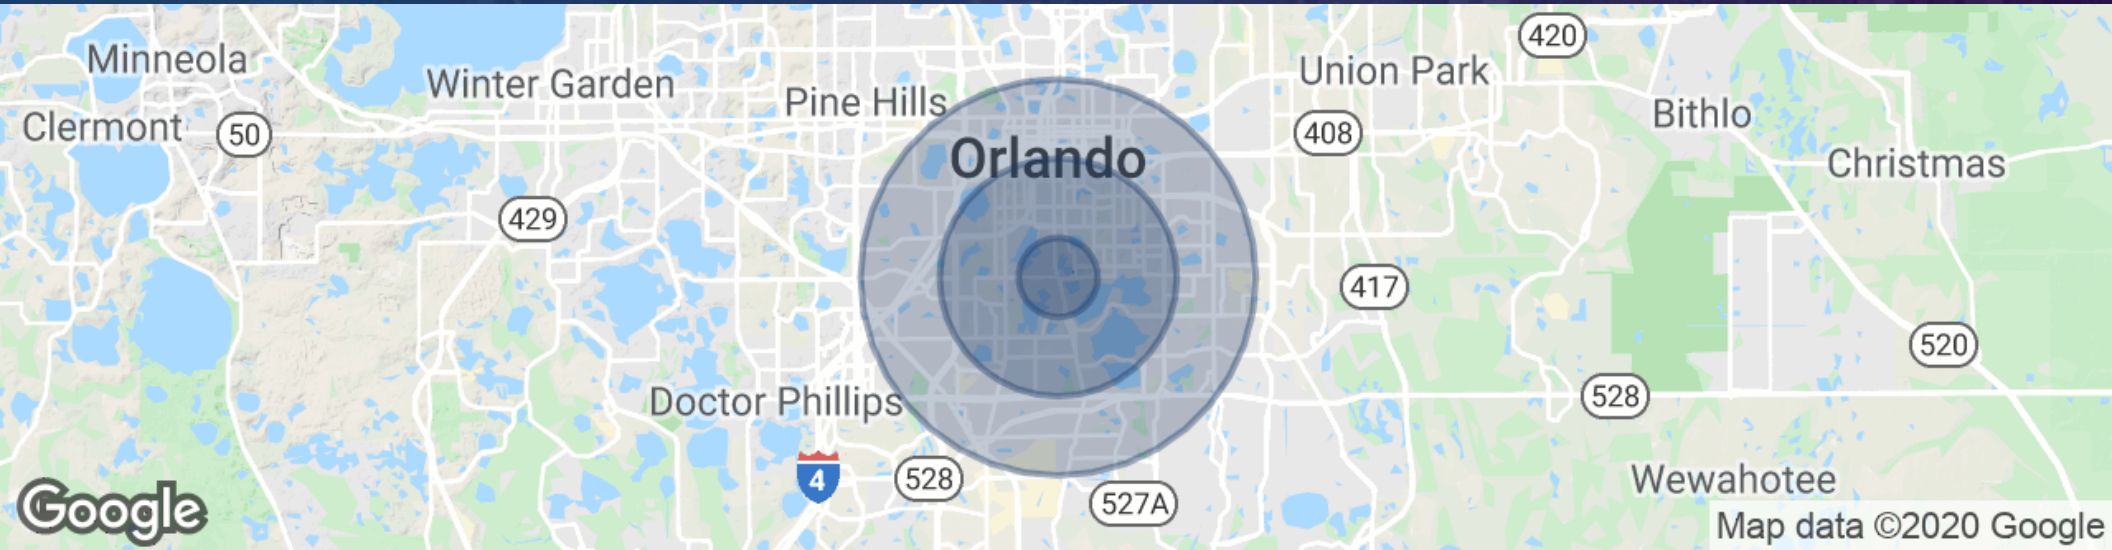 Minneola
Clermont
50
Winter Garden
Pine Hills
Orlando
Union Park
420
408
Bithlo
Christmas
429
417
520
Doctor Phillips
528
4
528
527A
Wewahotee
Google
Map data ©2020 Google